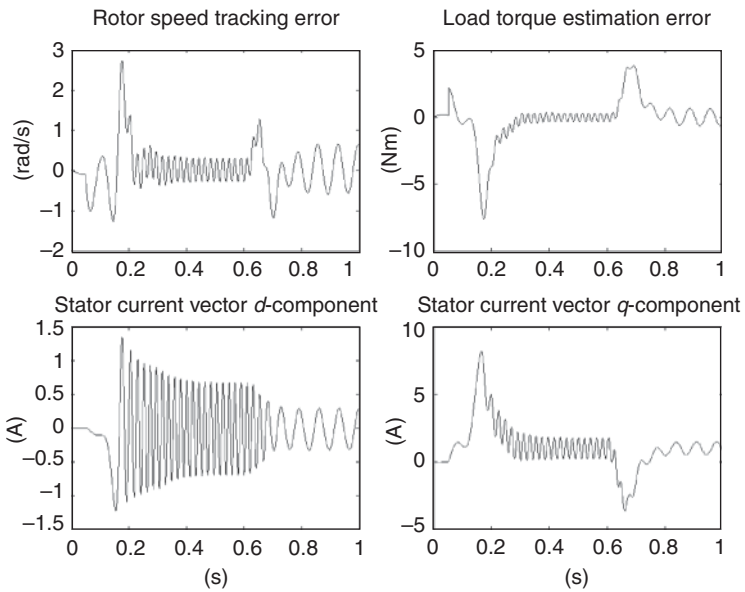 Rotor speed tracking error
3
2
1
0
−1
−2
(rad/s)
0 0.2 0.4 0.6 0.8 1
Load torque estimation error
5
0
−5
−10
(Nm)
0 0.2 0.4 0.6 0.8 1
Stator current vector d-component
1.5
1
0.5
0
−0.5
−1
−1.5
(A)
0 0.2 0.4 0.6 0.8 1
(s)
Stator current vector q-component
10
5
0
−5
(A)
0 0.2 0.4 0.6 0.8 1
(s)